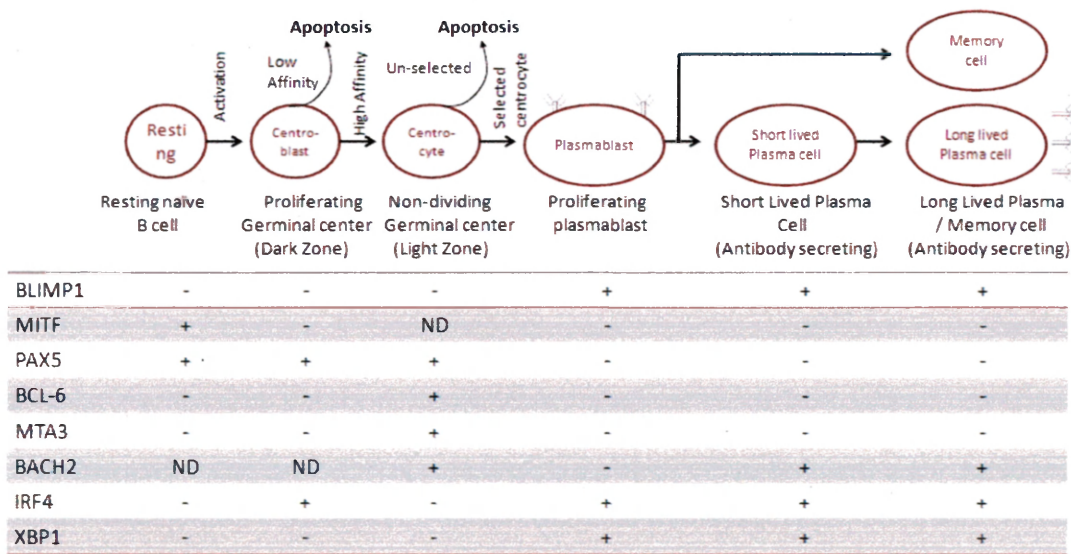 Apoptosis
Apoptosis
Activation
Low
Affinity
High Affinity
Un-selected
Selected
centrocyte
Memory
cell
Resti
ng
Centro-
blast
Centro-
cyte
Plasmablast
Short lived
Plasma cell
Long lived
Plasma cell
Resting naïve
B cell
Proliferating
Germinal center
(Dark Zone)
Non-dividing
Germinal center
(Light Zone)
Proliferating
plasmablast
Short Lived Plasma
Cell
(Antibody secreting)
Long Lived Plasma
/ Memory cell
(Antibody secreting)
BLIMP1 - - - + + +
MITF + - ND - - -
PAX5 + + + - - -
BCL-6 - - + - - -
MTA3 - - + - - -
BACH2 ND ND + - + +
IRF4 - + - + + +
XBP1 - - - + + +